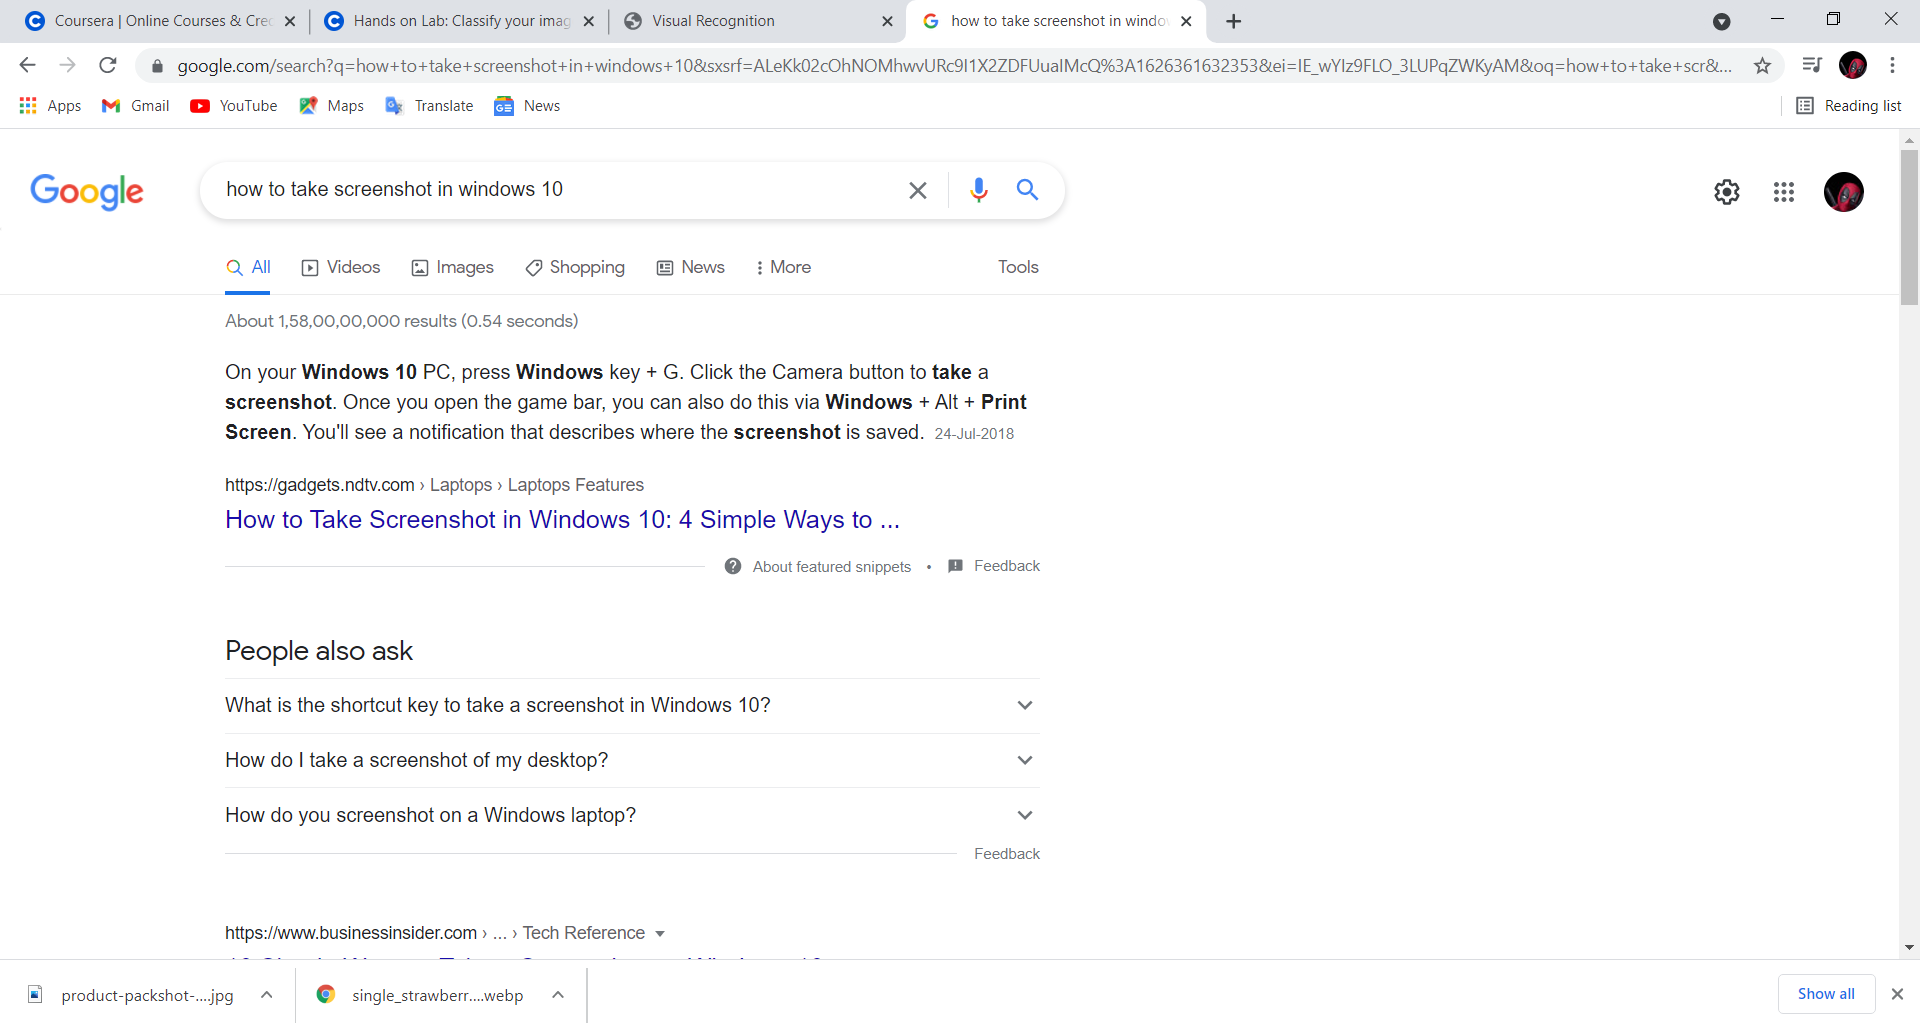 Coursera | Online Courses & Cred
Hands on Lab: Classify your imag
Visual Recognition
how to take screenshot in windo
google.com/search?q=how+to+take+screenshot+in+windows+10&sxsrf=ALeKk02cOhNOMhwvURc9I1X2ZDFUuaIMcQ%3A1626361632353&ei=IE_wYIz9FLO_3LUPqZWKyAM&oq=how+to+take+scr&...
Apps Gmail YouTube Maps Translate News Reading list
Google
how to take screenshot in windows 10
All Videos Images Shopping News More Tools
About 1,58,00,00,000 results (0.54 seconds)
On your Windows 10 PC, press Windows key + G. Click the Camera button to take a
screenshot. Once you open the game bar, you can also do this via Windows + Alt + Print
Screen. You'll see a notification that describes where the screenshot is saved. 24-Jul-2018
https://gadgets.ndtv.com › Laptops › Laptops Features
How to Take Screenshot in Windows 10: 4 Simple Ways to ...
About featured snippets • Feedback
People also ask
What is the shortcut key to take a screenshot in Windows 10?
How do I take a screenshot of my desktop?
How do you screenshot on a Windows laptop?
Feedback
https://www.businessinsider.com › ... › Tech Reference
product-packshot-....jpg
single_strawberr....webp
Show all